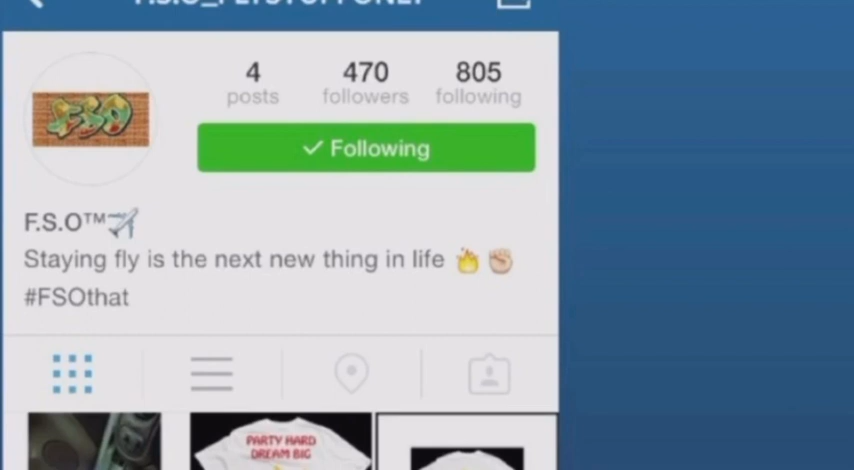 4 470 805
posts followers following
✓ Following
FSO
F.S.O™✈️
Staying fly is the next new thing in life 🔥✊
#FSOthat
PARTY HARD
DREAM BIG